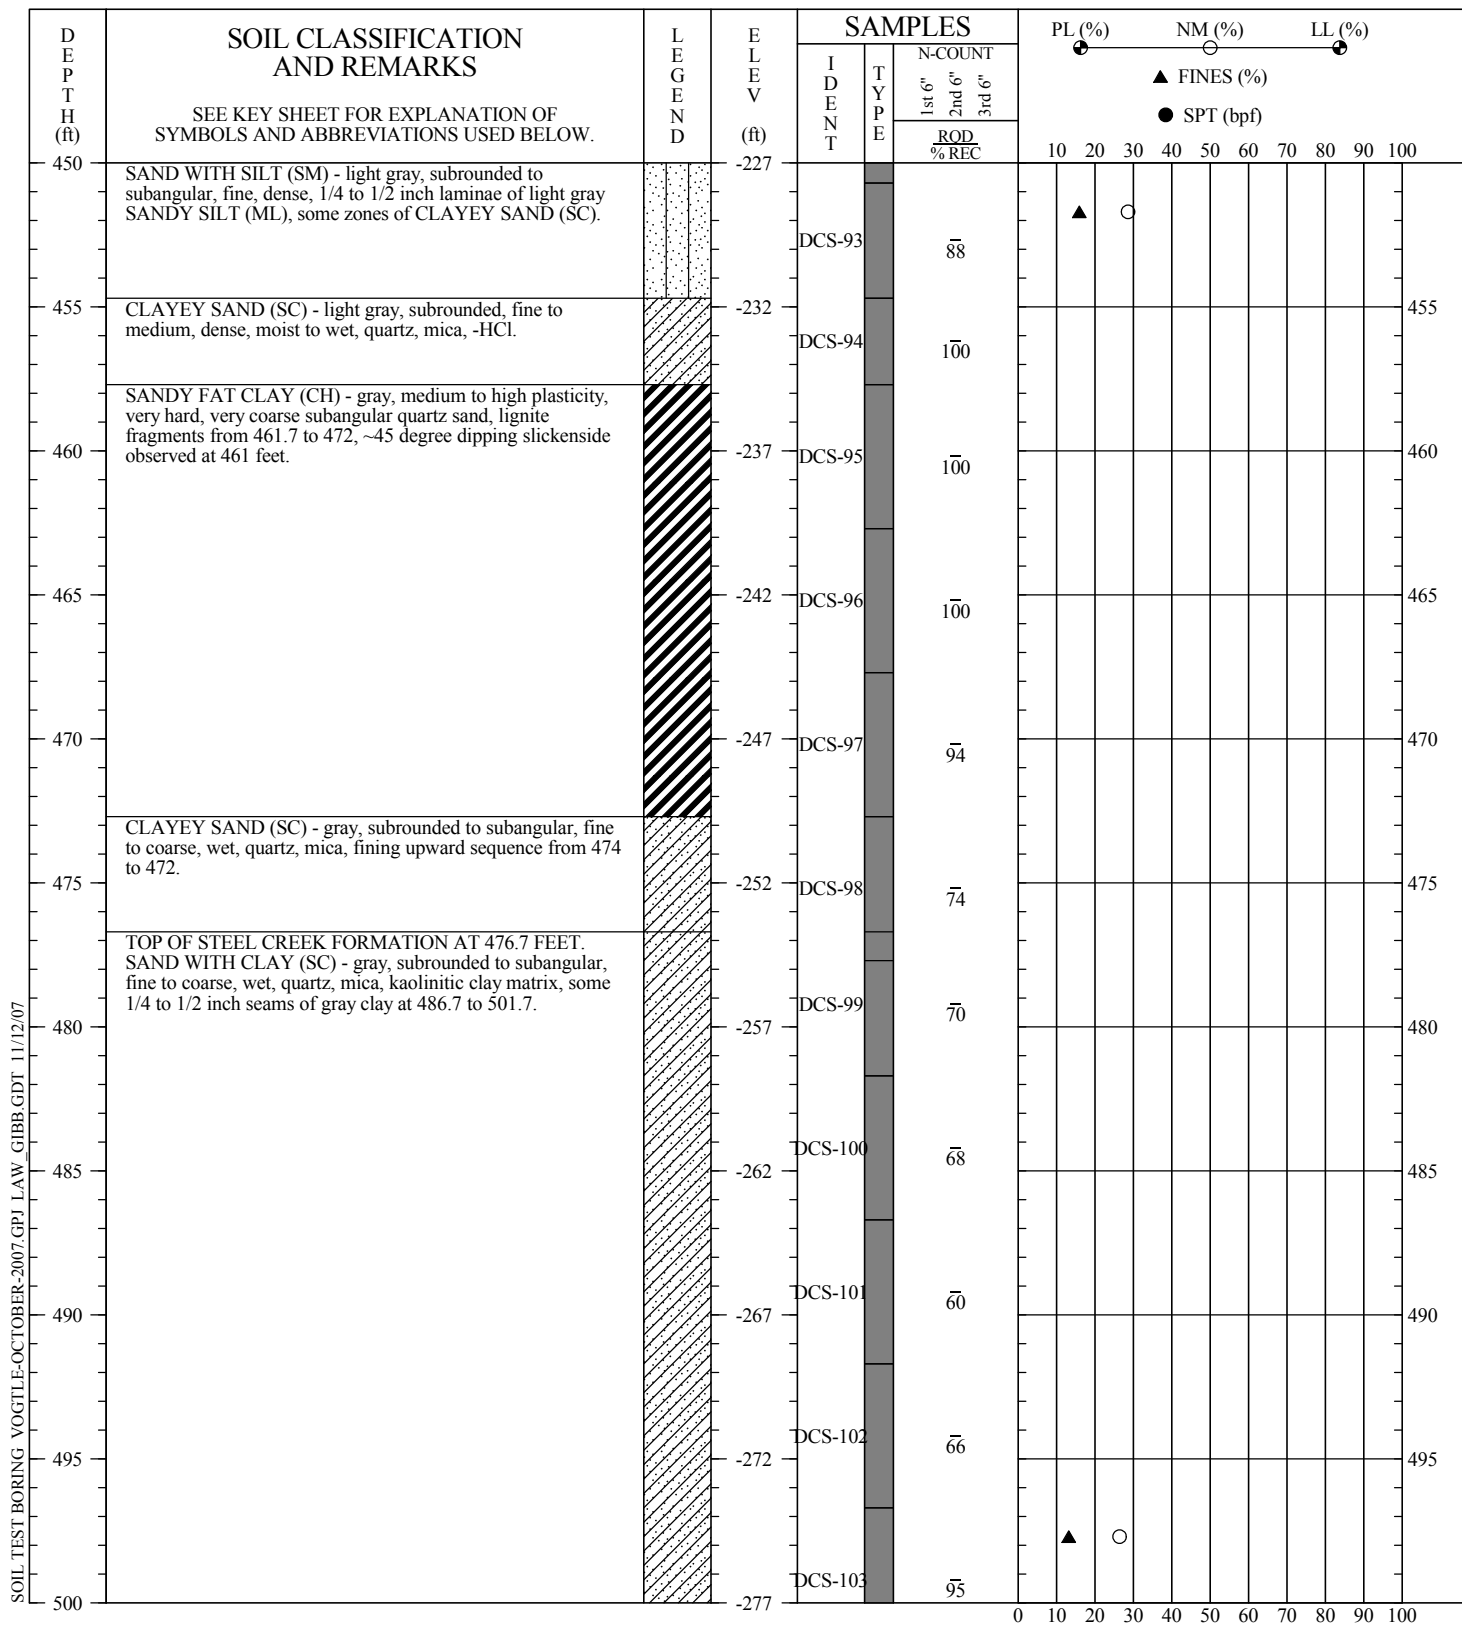 DEPTH (ft)
SOIL CLASSIFICATION
AND REMARKS
SEE KEY SHEET FOR EXPLANATION OF
SYMBOLS AND ABBREVIATIONS USED BELOW.
LEGEND
ELEV (ft)
SAMPLES
IDENT
TYPE
N-COUNT
1st 6"
2nd 6"
3rd 6"
RQD
% REC
PL (%)
NM (%)
LL (%)
▲ FINES (%)
● SPT (bpf)
10 20 30 40 50 60 70 80 90 100
450
-227
SAND WITH SILT (SM) - light gray, subrounded to
subangular, fine, dense, 1/4 to 1/2 inch laminae of light gray
SANDY SILT (ML), some zones of CLAYEY SAND (SC).
DCS-93
88
455
-232
455
CLAYEY SAND (SC) - light gray, subrounded, fine to
medium, dense, moist to wet, quartz, mica, -HCl.
DCS-94
100
SANDY FAT CLAY (CH) - gray, medium to high plasticity,
very hard, very coarse subangular quartz sand, lignite
fragments from 461.7 to 472, ~45 degree dipping slickenside
observed at 461 feet.
460
-237
460
DCS-95
100
465
-242
465
DCS-96
100
470
-247
470
DCS-97
94
CLAYEY SAND (SC) - gray, subrounded to subangular, fine
to coarse, wet, quartz, mica, fining upward sequence from 474
to 472.
475
-252
475
DCS-98
74
TOP OF STEEL CREEK FORMATION AT 476.7 FEET.
SAND WITH CLAY (SC) - gray, subrounded to subangular,
fine to coarse, wet, quartz, mica, kaolinitic clay matrix, some
1/4 to 1/2 inch seams of gray clay at 486.7 to 501.7.
DCS-99
70
480
-257
480
DCS-100
68
485
-262
485
DCS-101
60
490
-267
490
DCS-102
66
495
-272
495
DCS-103
95
500
-277
0 10 20 30 40 50 60 70 80 90 100
SOIL TEST BORING VOGTLE-OCTOBER-2007.GPJ LAW_GIBB.GDT 11/12/07